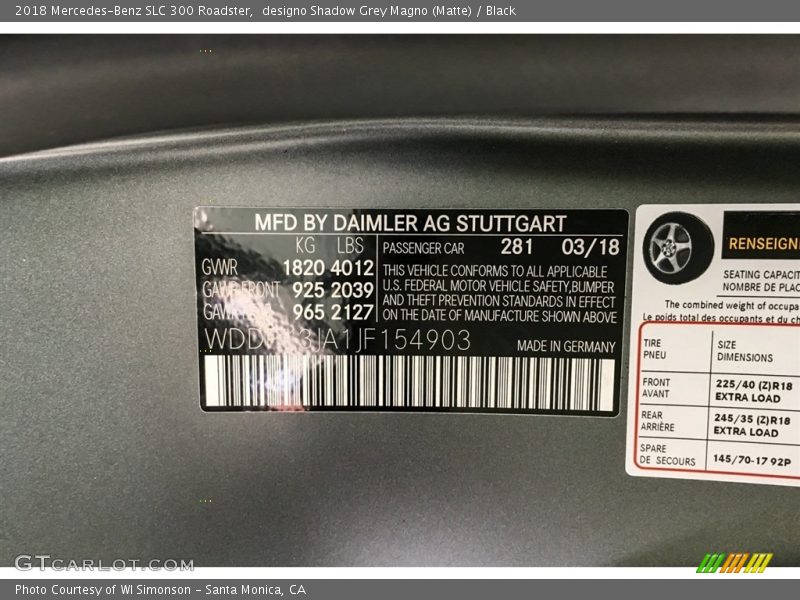 2018 Mercedes-Benz SLC 300 Roadster,  designo Shadow Grey Magno (Matte) / Black
MFD BY DAIMLER AG STUTTGART
KG LBS
GVWR 1820 4012
GAWR FRONT 925 2039
965 2127
PASSENGER CAR 281 03/18
THIS VEHICLE CONFORMS TO ALL APPLICABLE
U.S. FEDERAL MOTOR VEHICLE SAFETY,BUMPER
AND THEFT PREVENTION STANDARDS IN EFFECT
ON THE DATE OF MANUFACTURE SHOWN ABOVE
3JA1JF154903 MADE IN GERMANY
RENSEIGN
SEATING CAPACIT
NOMBRE DE PLAC
The combined weight of occupa
Le poids total des occupants et du ch
TIRE
PNEU
SIZE
DIMENSIONS
FRONT
AVANT
225/40 (Z)R18
EXTRA LOAD
REAR
ARRIÈRE
245/35 (Z)R18
EXTRA LOAD
SPARE
DE SECOURS
145/70-17 92P
GTCARLOT.COM
Photo Courtesy of WI Simonson - Santa Monica, CA